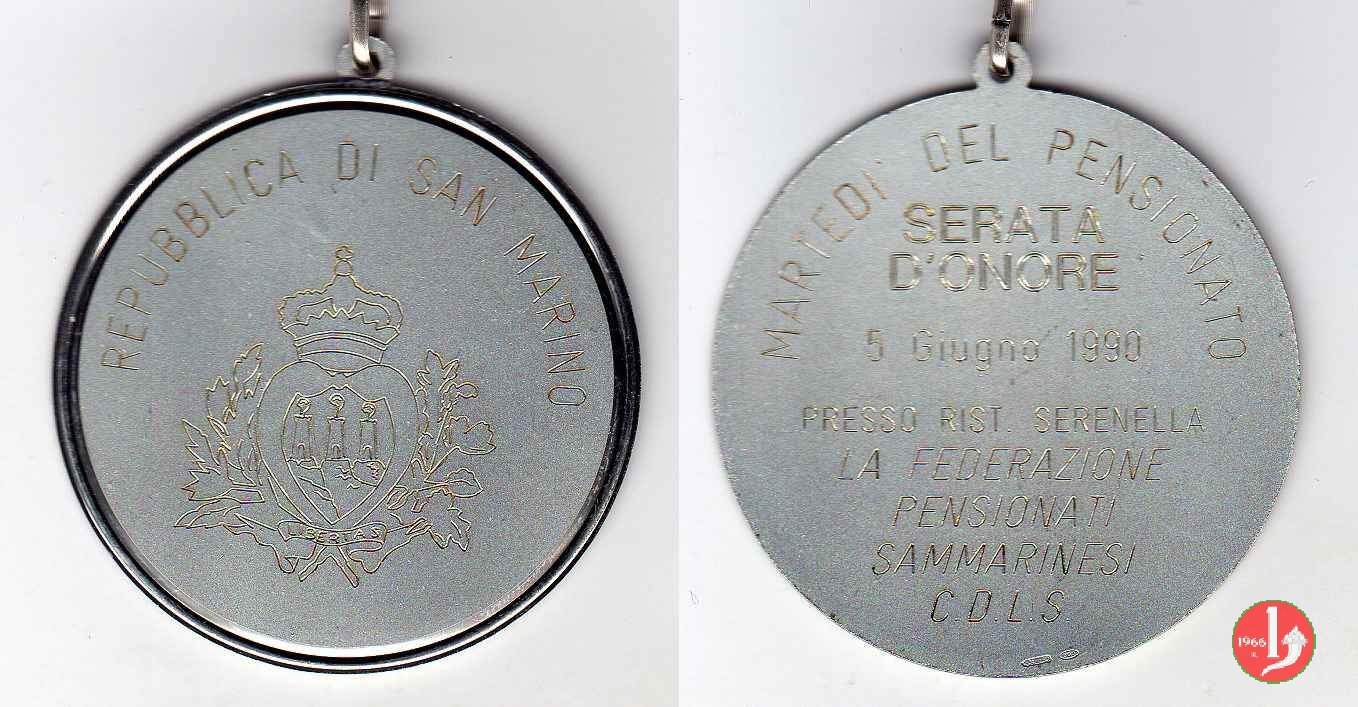 REPUBBLICA DI SAN MARINO
LIBERTAS
MARTEDI DEL PENSIONATO
SERATA
D'ONORE
5 Giugno 1990
PRESSO RIST. SERENELLA
LA FEDERAZIONE
PENSIONATI
SAMMARINESI
C.D.L.S.
1966